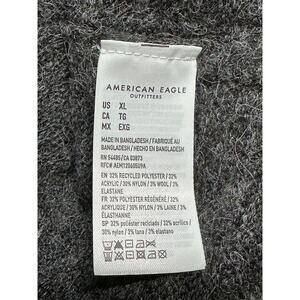 AMERICAN EAGLE
OUTFITTERS
US XL
CA TG
MX EXG
MADE IN BANGLADESH / FABRIQUÉ AU
BANGLADESH / HECHO EN BANGLADESH
RN 54485/CA 03873
RFC# AEM120605U9A
EN 32% RECYCLED POLYESTER / 32%
ACRYLIC / 30% NYLON / 3% WOOL / 3%
ELASTANE
FR 32% POLYESTER RÉGÉNÉRÉ / 32%
ACRYLIQUE / 30% NYLON / 3% LAINE / 3%
ÉLASTHANNE
SP 32% poliéster reciclado / 32% acrílico /
30% nylon / 3% lana / 3% elastano